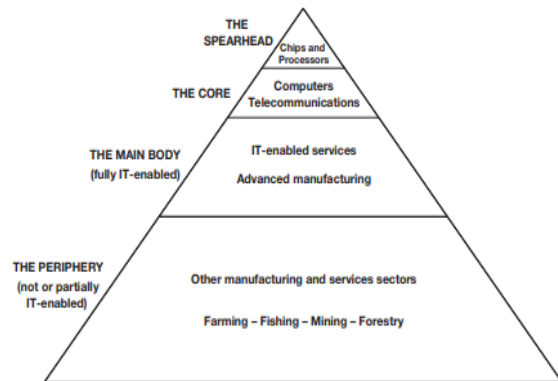 THE
SPEARHEAD
Chips and
Processors
THE CORE
Computers
Telecommunications
THE MAIN BODY
(fully IT-enabled)
IT-enabled services
Advanced manufacturing
THE PERIPHERY
(not or partially
IT-enabled)
Other manufacturing and services sectors
Farming – Fishing – Mining – Forestry